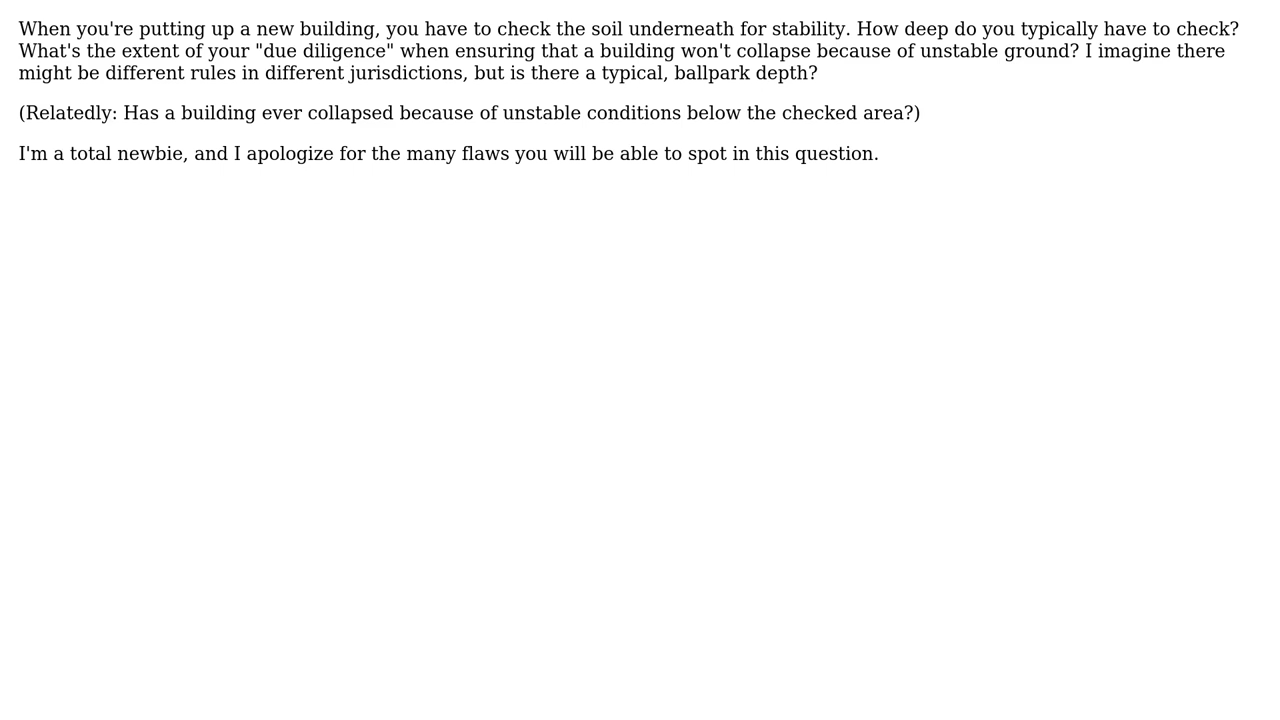 When you're putting up a new building, you have to check the soil underneath for stability. How deep do you typically have to check?
What's the extent of your "due diligence" when ensuring that a building won't collapse because of unstable ground? I imagine there
might be different rules in different jurisdictions, but is there a typical, ballpark depth?
(Relatedly: Has a building ever collapsed because of unstable conditions below the checked area?)
I'm a total newbie, and I apologize for the many flaws you will be able to spot in this question.